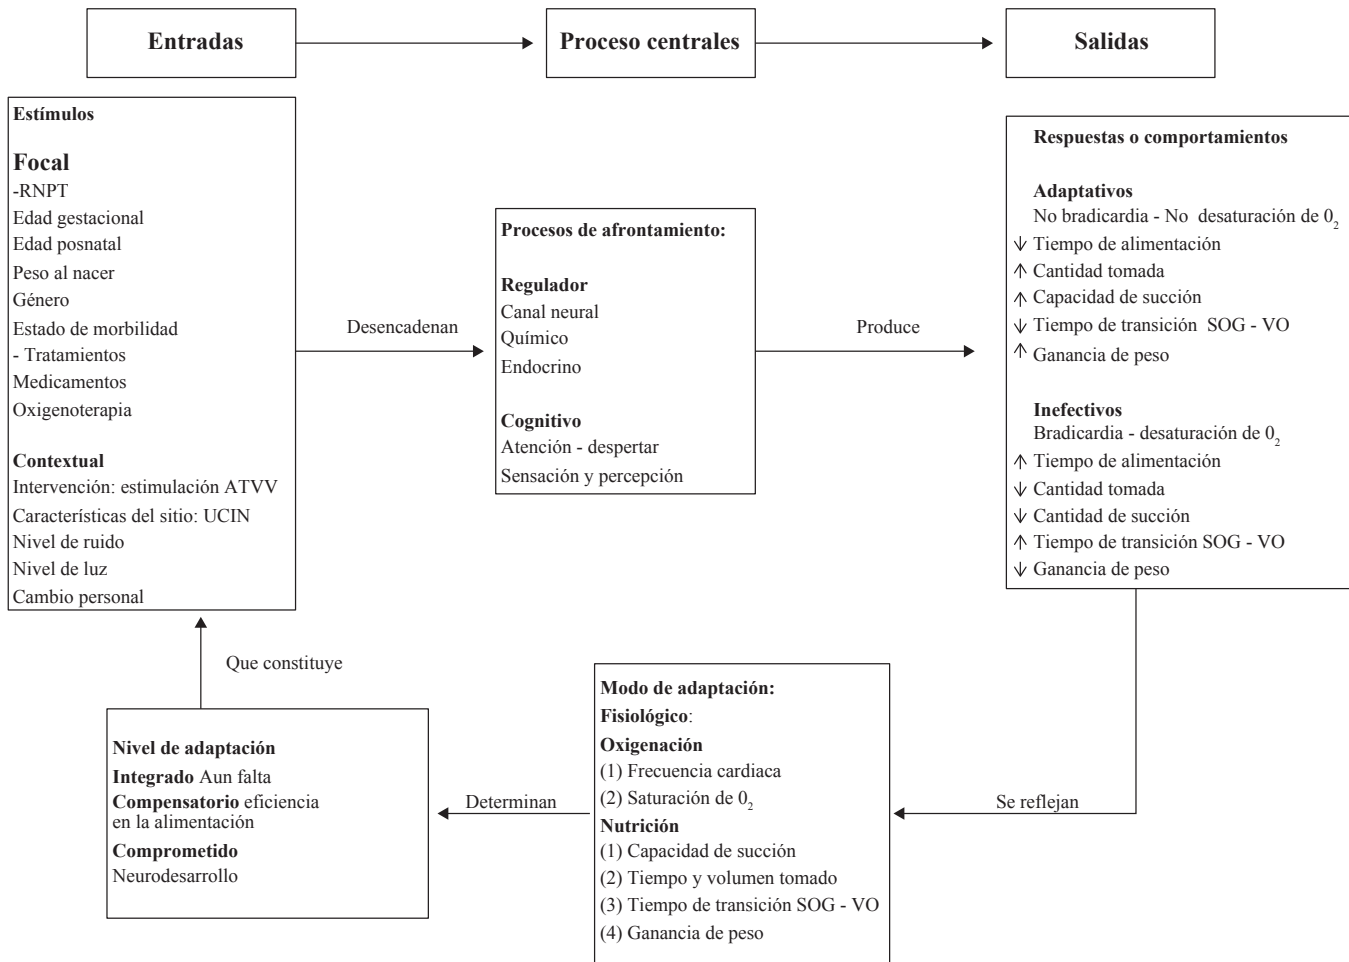 Entradas
Proceso centrales
Salidas
Estímulos
Focal
-RNPT
Edad gestacional
Edad posnatal
Peso al nacer
Género
Estado de morbilidad
- Tratamientos
Medicamentos
Oxigenoterapia
Contextual
Intervención: estimulación ATVV
Características del sitio: UCIN
Nivel de ruido
Nivel de luz
Cambio personal
Desencadenan
Procesos de afrontamiento:
Regulador
Canal neural
Químico
Endocrino
Cognitivo
Atención - despertar
Sensación y percepción
Produce
Respuestas o comportamientos
Adaptativos
No bradicardia - No desaturación de 0₂
↓ Tiempo de alimentación
↑ Cantidad tomada
↑ Capacidad de succión
↓ Tiempo de transición SOG - VO
↑ Ganancia de peso
Inefectivos
Bradicardia - desaturación de 0₂
↑ Tiempo de alimentación
↓ Cantidad tomada
↓ Cantidad de succión
↑ Tiempo de transición SOG - VO
↓ Ganancia de peso
Se reflejan
Modo de adaptación:
Fisiológico:
Oxigenación
(1) Frecuencia cardiaca
(2) Saturación de 0₂
Nutrición
(1) Capacidad de succión
(2) Tiempo y volumen tomado
(3) Tiempo de transición SOG - VO
(4) Ganancia de peso
Determinan
Nivel de adaptación
Integrado Aun falta
Compensatorio eficiencia
en la alimentación
Comprometido
Neurodesarrollo
Que constituye